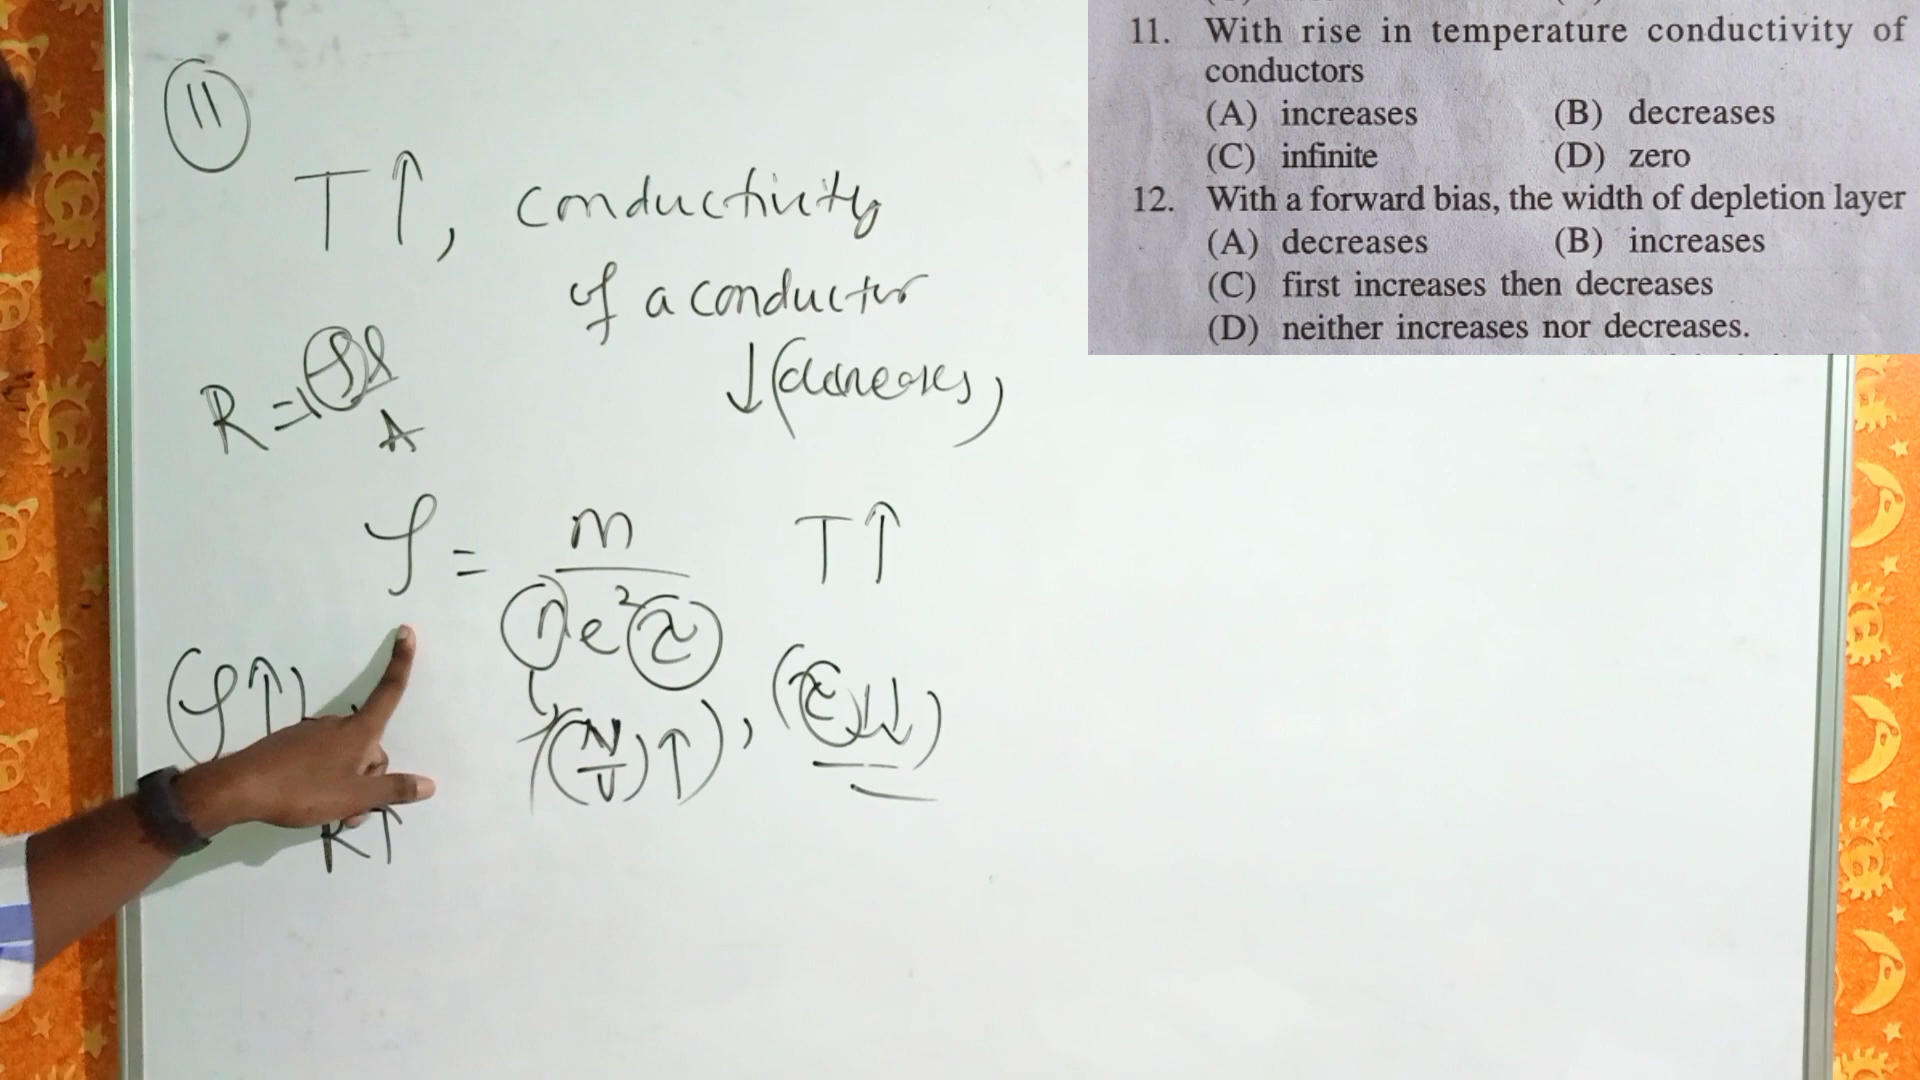 11
T↑, conductivity
of a conductor
↓(decreases)
R = ρl
A
ρ = m
ne²τ
T↑
(ρ↑)
(N
V)↑), (τ↓↓)
R↑
11. With rise in temperature conductivity of
conductors
(A) increases (B) decreases
(C) infinite (D) zero
12. With a forward bias, the width of depletion layer
(A) decreases (B) increases
(C) first increases then decreases
(D) neither increases nor decreases.